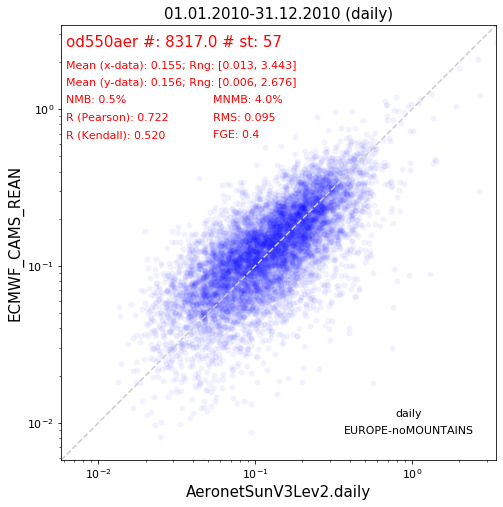 01.01.2010-31.12.2010 (daily)
od550aer #: 8317.0 # st: 57
Mean (x-data): 0.155; Rng: [0.013, 3.443]
Mean (y-data): 0.156; Rng: [0.006, 2.676]
NMB: 0.5% MNMB: 4.0%
R (Pearson): 0.722 RMS: 0.095
R (Kendall): 0.520 FGE: 0.4
ECMWF_CAMS_REAN
10⁰
10⁻¹
10⁻²
daily
EUROPE-noMOUNTAINS
10⁻² 10⁻¹ 10⁰
AeronetSunV3Lev2.daily